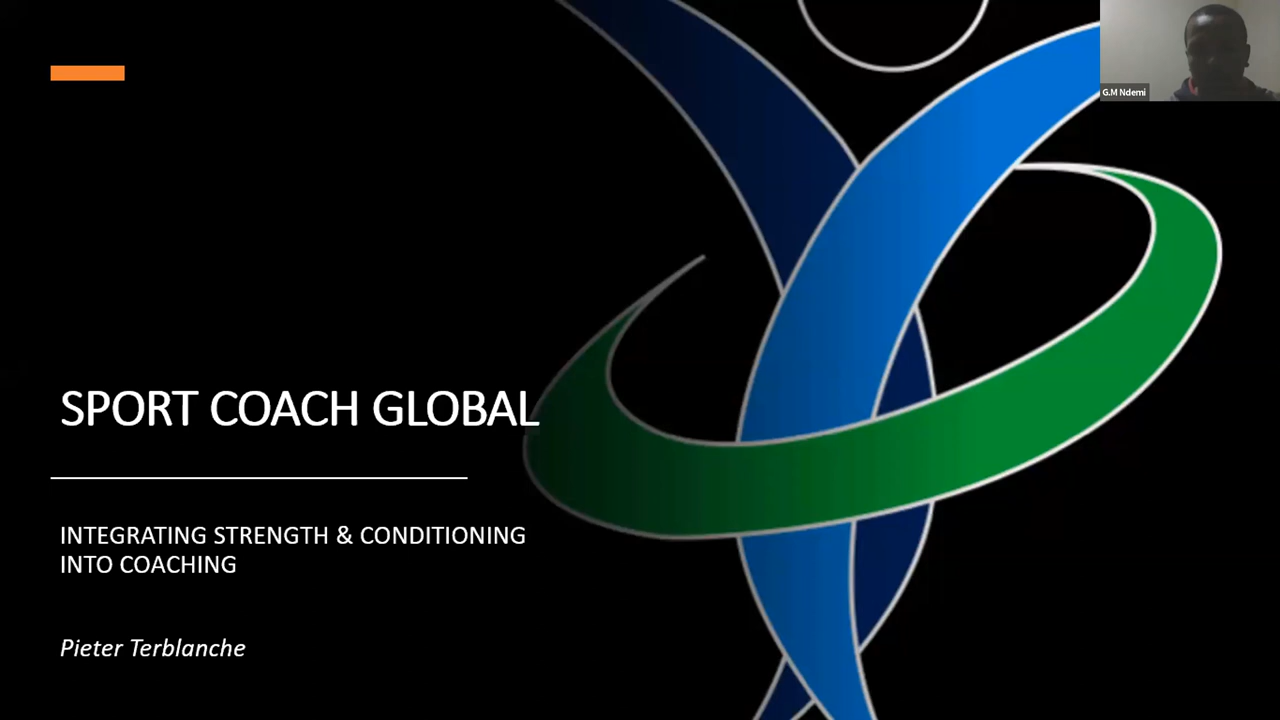 G.M Ndemi
SPORT COACH GLOBAL
INTEGRATING STRENGTH & CONDITIONING
INTO COACHING
Pieter Terblanche